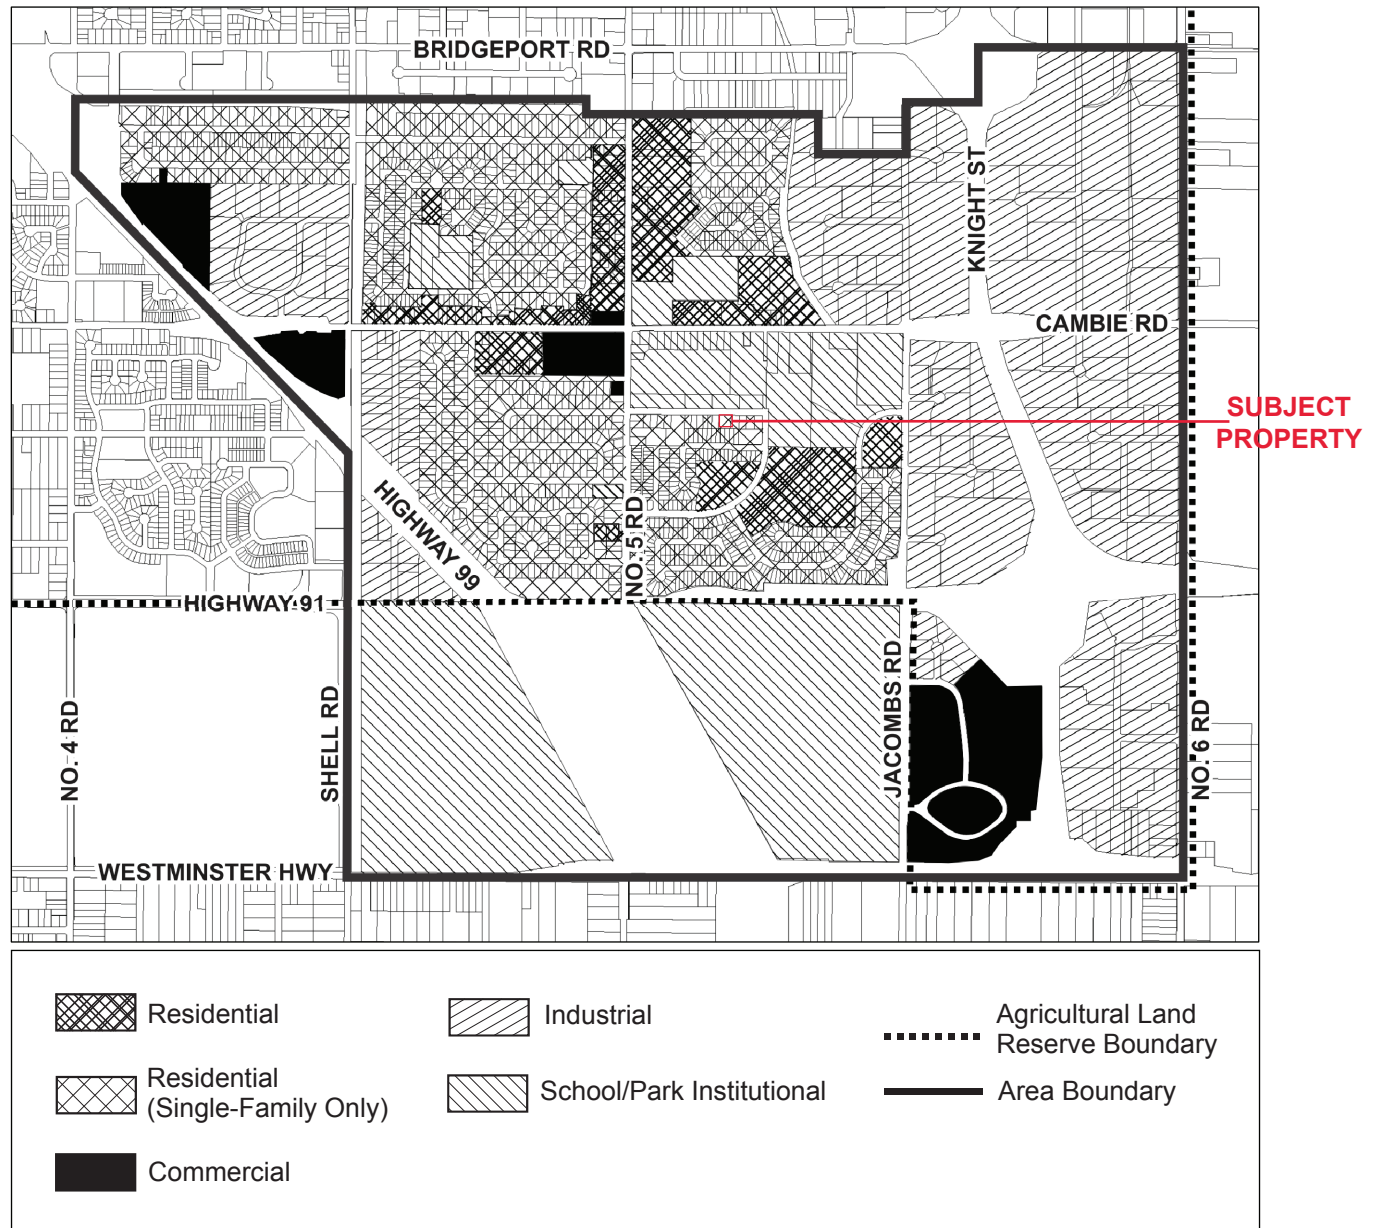 BRIDGEPORT RD
KNIGHT ST
CAMBIE RD
SUBJECT
PROPERTY
HIGHWAY 99
NO. 5 RD
HIGHWAY 91
NO. 4 RD
SHELL RD
JACOMBS RD
NO. 6 RD
WESTMINSTER HWY
Residential
Industrial
Agricultural Land
Reserve Boundary
Residential
(Single-Family Only)
School/Park Institutional
Area Boundary
Commercial